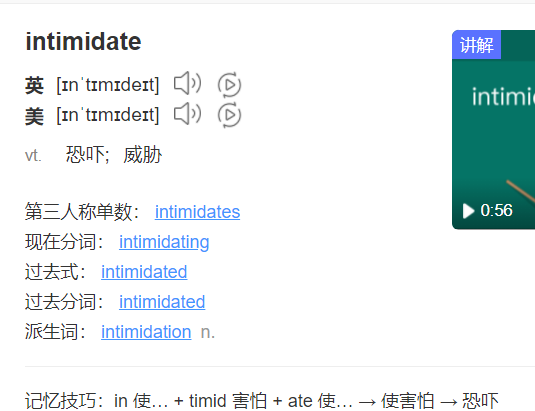 intimidate
讲解
英 [ɪnˈtɪmɪdeɪt]
美 [ɪnˈtɪmɪdeɪt]
intimi
vt. 恐吓；威胁
0:56
第三人称单数： intimidates
现在分词： intimidating
过去式： intimidated
过去分词： intimidated
派生词： intimidation n.
记忆技巧：in 使… + timid 害怕 + ate 使… → 使害怕 → 恐吓